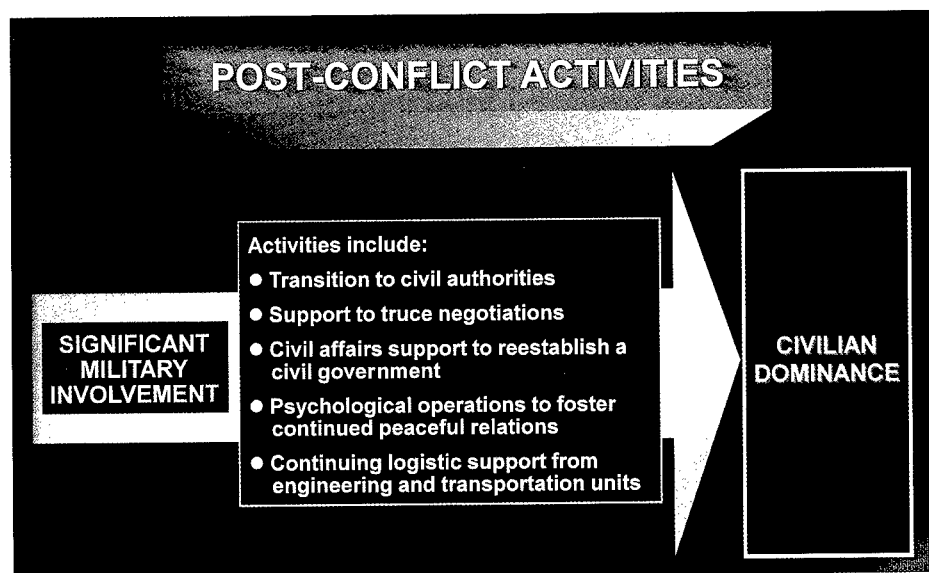 POST-CONFLICT ACTIVITIES
SIGNIFICANT
MILITARY
INVOLVEMENT
Activities include:
● Transition to civil authorities
● Support to truce negotiations
● Civil affairs support to reestablish a
civil government
● Psychological operations to foster
continued peaceful relations
● Continuing logistic support from
engineering and transportation units
CIVILIAN
DOMINANCE